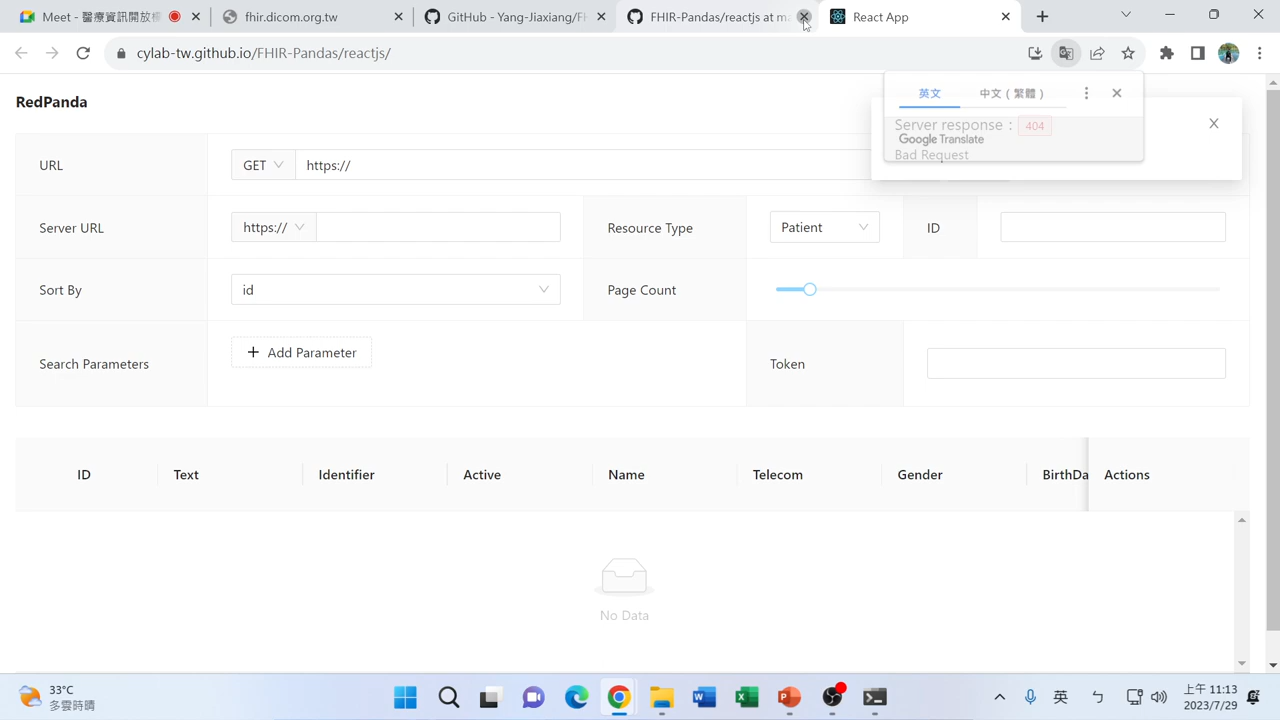 Meet - 醫療資訊開放模
fhir.dicom.org.tw
GitHub - Yang-Jiaxiang/FH
FHIR-Pandas/reactjs at ma
React App
cylab-tw.github.io/FHIR-Pandas/reactjs/
英文
中文（繁體）
Google Translate
Server response：
404
Bad Request
RedPanda
URL
GET
https://
Server URL
https://
Resource Type
Patient
ID
Sort By
id
Page Count
Search Parameters
+ Add Parameter
Token
ID
Text
Identifier
Active
Name
Telecom
Gender
BirthDa
Actions
No Data
33°C
多雲時晴
英
上午 11:13
2023/7/29